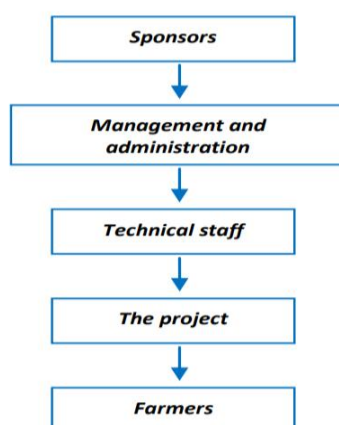 Sponsors
Management and
administration
Technical staff
The project
Farmers